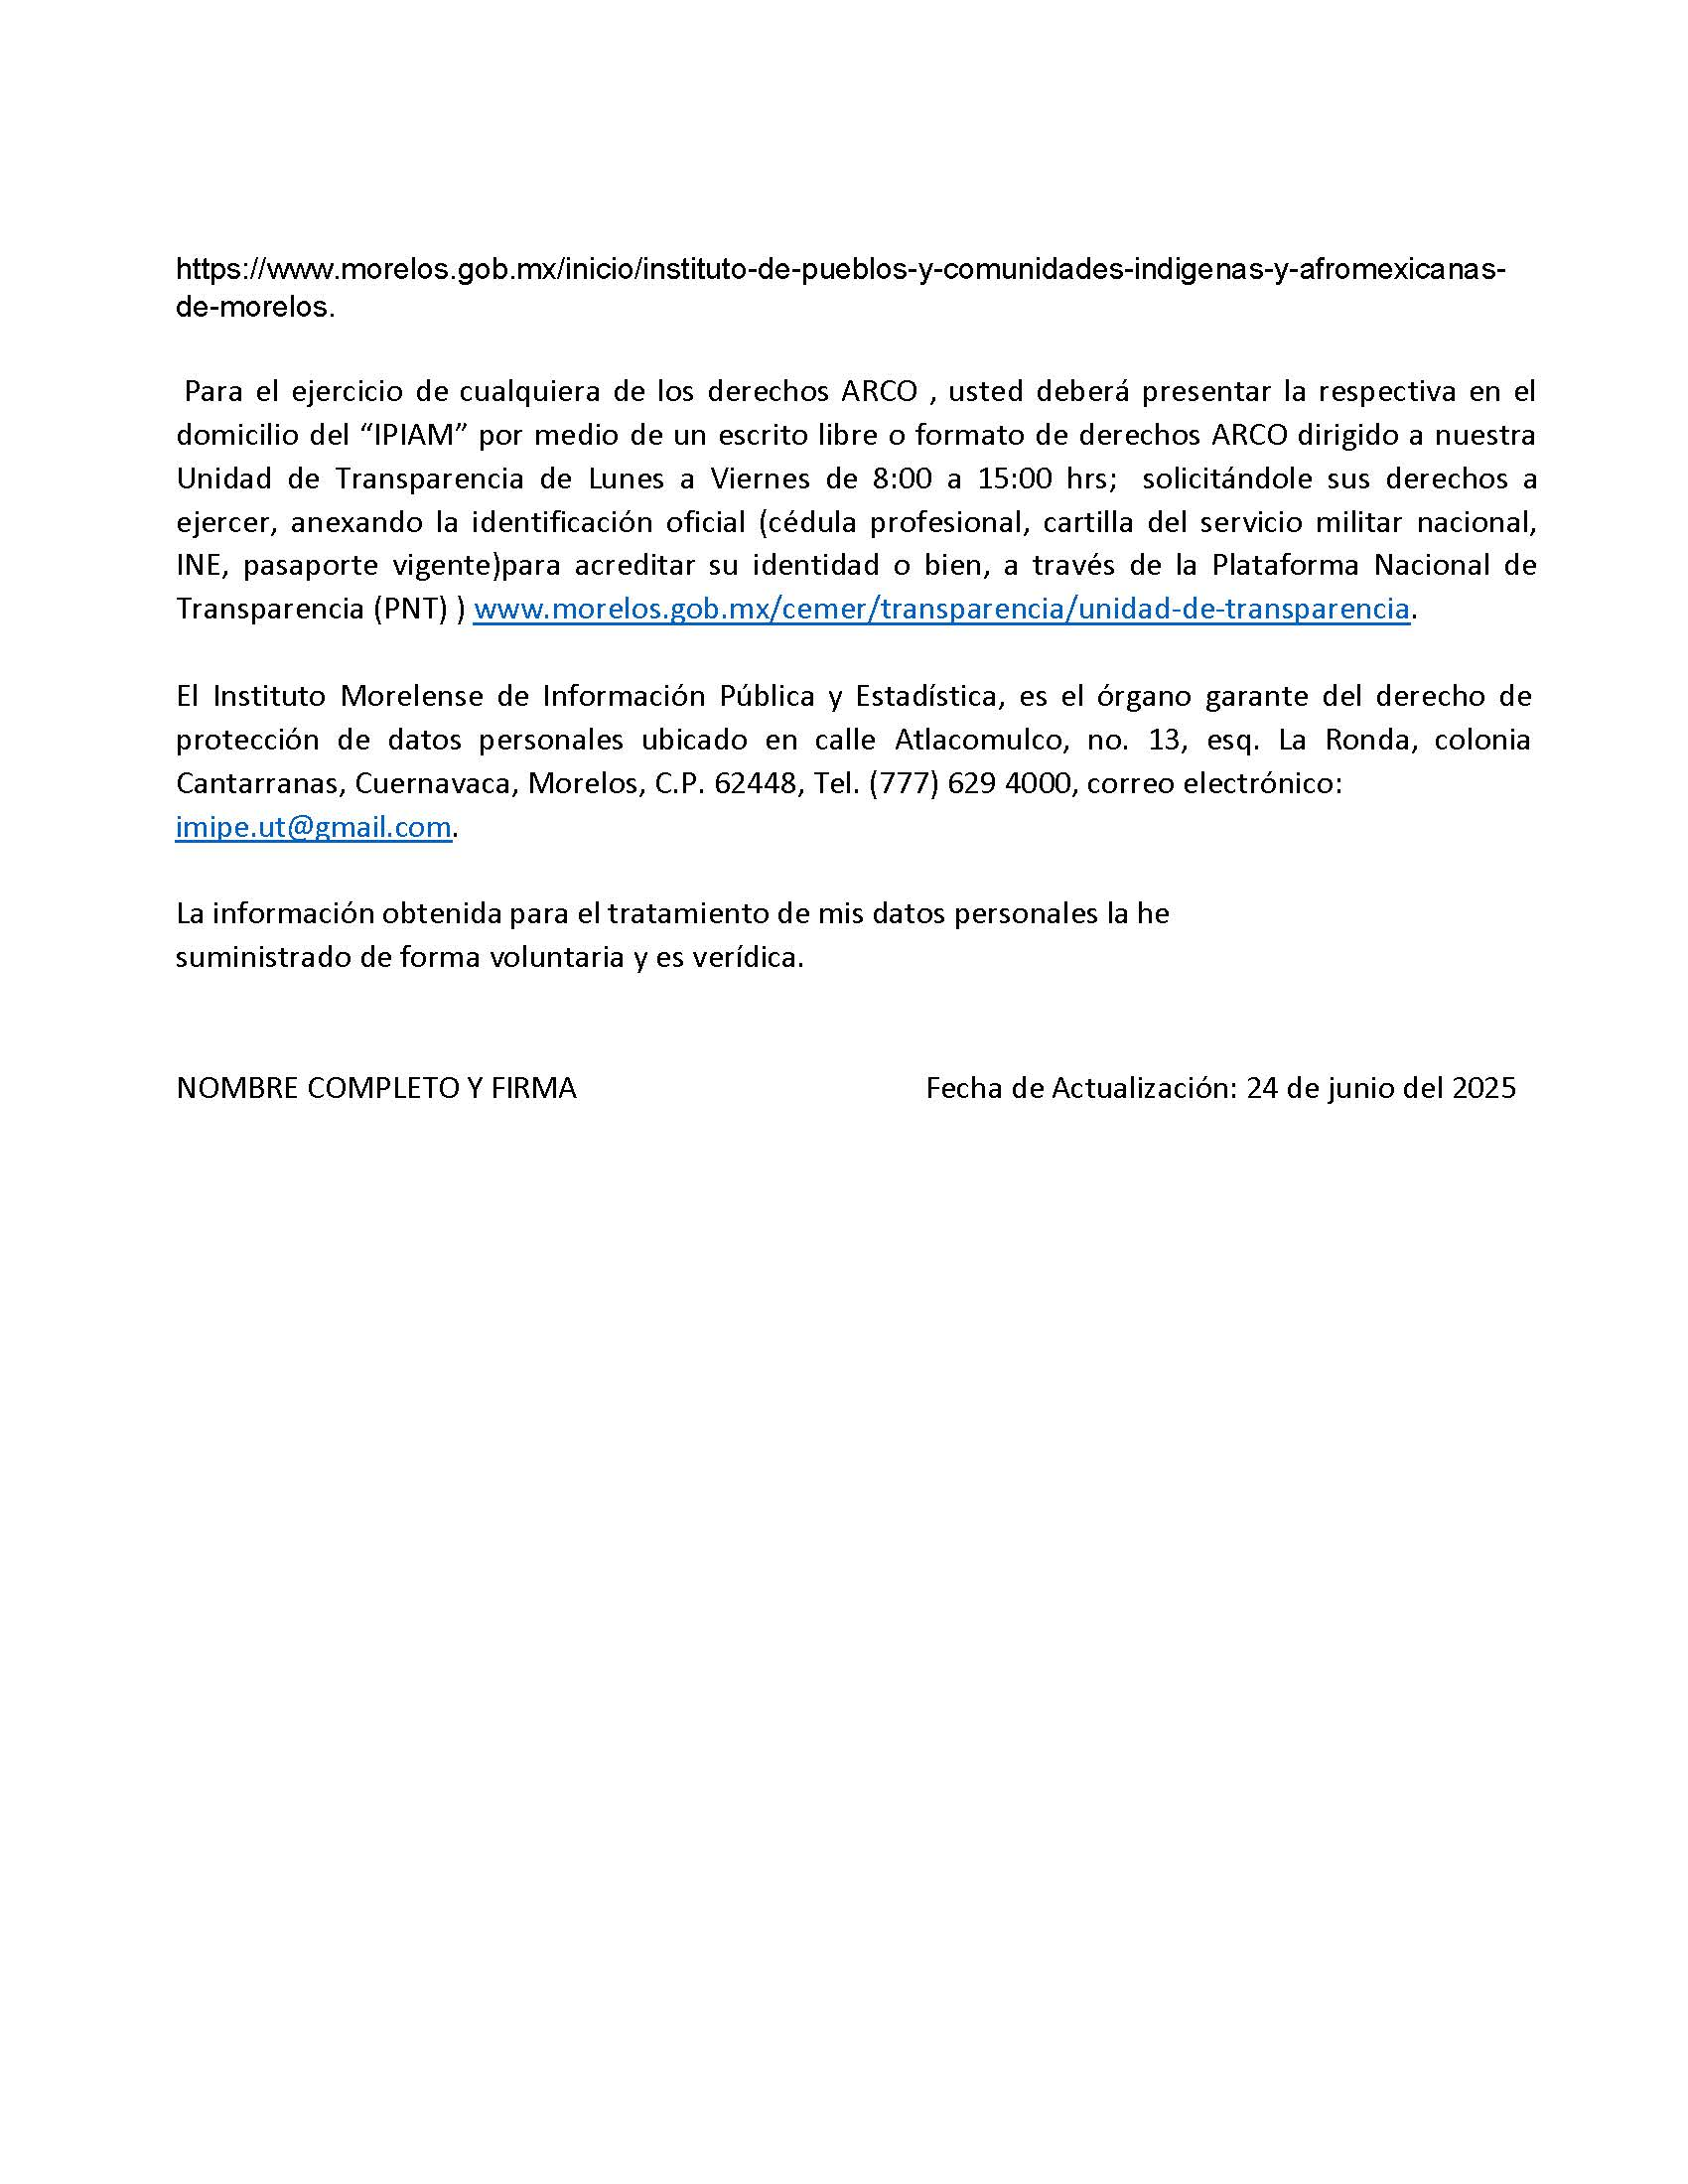 https://www.morelos.gob.mx/inicio/instituto-de-pueblos-y-comunidades-indigenas-y-afromexicanas-
de-morelos.
Para el ejercicio de cualquiera de los derechos ARCO , usted deberá presentar la respectiva en el
domicilio del “IPIAM” por medio de un escrito libre o formato de derechos ARCO dirigido a nuestra
Unidad de Transparencia de Lunes a Viernes de 8:00 a 15:00 hrs; solicitándole sus derechos a
ejercer, anexando la identificación oficial (cédula profesional, cartilla del servicio militar nacional,
INE, pasaporte vigente)para acreditar su identidad o bien, a través de la Plataforma Nacional de
Transparencia (PNT) ) www.morelos.gob.mx/cemer/transparencia/unidad-de-transparencia.
El Instituto Morelense de Información Pública y Estadística, es el órgano garante del derecho de
protección de datos personales ubicado en calle Atlacomulco, no. 13, esq. La Ronda, colonia
Cantarranas, Cuernavaca, Morelos, C.P. 62448, Tel. (777) 629 4000, correo electrónico:
imipe.ut@gmail.com.
La información obtenida para el tratamiento de mis datos personales la he
suministrado de forma voluntaria y es verídica.
NOMBRE COMPLETO Y FIRMA Fecha de Actualización: 24 de junio del 2025